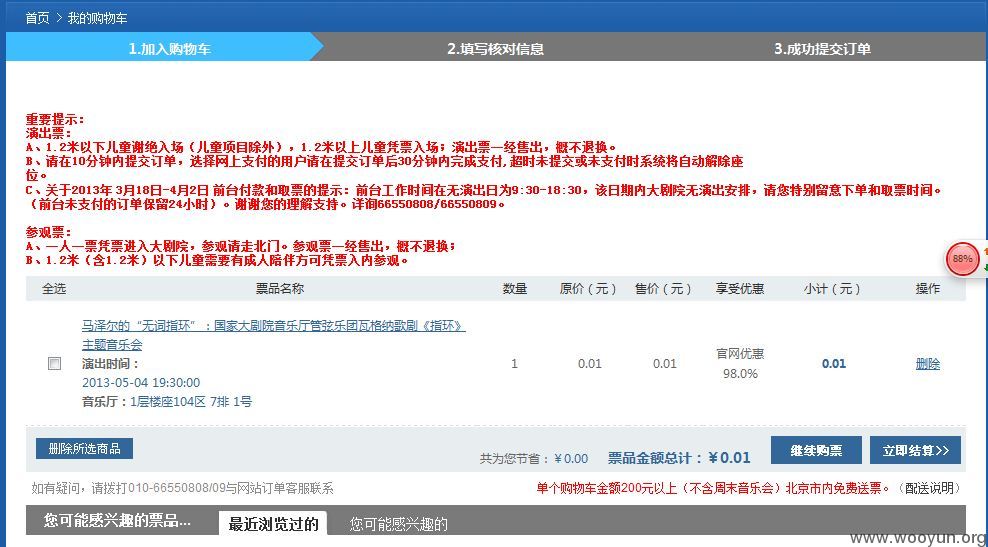 首页 > 我的购物车
1.加入购物车 2.填写核对信息 3.成功提交订单
重要提示：
演出票：
A、1.2米以下儿童谢绝入场（儿童项目除外），1.2米以上儿童凭票入场；演出票一经售出，概不退换。
B、请在10分钟内提交订单，选择网上支付的用户请在提交订单后30分钟内完成支付,超时未提交或未支付时系统将自动解除座
位。
C、关于2013年 3月18日-4月2日 前台付款和取票的提示：前台工作时间在无演出日为9:30-18:30，该日期内大剧院无演出安排，请您特别留意下单和取票时间。
（前台未支付的订单保留24小时）。谢谢您的理解支持。详询66550808/66550809。
参观票：
A、一人一票凭票进入大剧院，参观请走北门。参观票一经售出，概不退换；
B、1.2米（含1.2米）以下儿童需要有成人陪伴方可凭票入内参观。
88%
全选 票品名称 数量 原价（元） 售价（元） 享受优惠 小计（元） 操作
马泽尔的“无词指环”：国家大剧院音乐厅管弦乐团瓦格纳歌剧《指环》
主题音乐会
演出时间：
2013-05-04 19:30:00
音乐厅：1层楼座104区 7排 1号
1 0.01 0.01 官网优惠
98.0% 0.01 删除
删除所选商品 共为您节省：￥0.00 票品金额总计：￥0.01 继续购票 立即结算>>
如有疑问，请拨打010-66550808/09与网站订单客服联系 单个购物车金额200元以上（不含周末音乐会）北京市内免费送票。（配送说明）
您可能感兴趣的票品... 最近浏览过的 您可能感兴趣的
www.wooyun.org